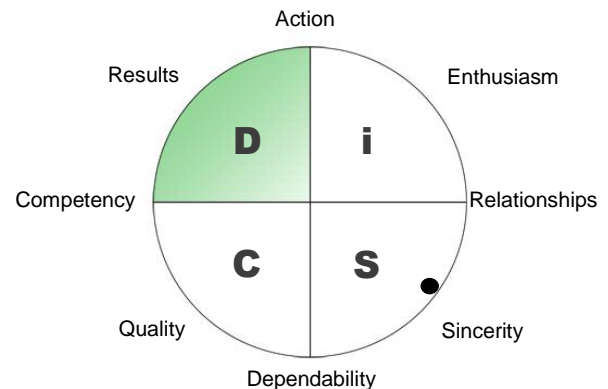 Action
Results
Enthusiasm
D
i
Competency
Relationships
C
S
Quality
Sincerity
Dependability